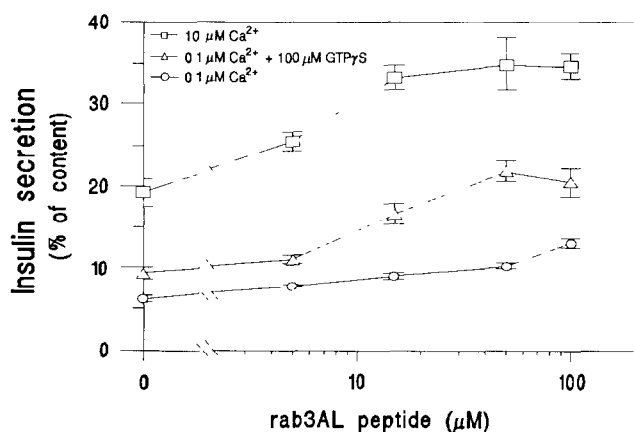 40
30
20
10
0
Insulin secretion
(% of content)
10 μM Ca²⁺
0 1 μM Ca²⁺ + 100 μM GTPγS
0 1 μM Ca²⁺
0
10
100
rab3AL peptide (μM)